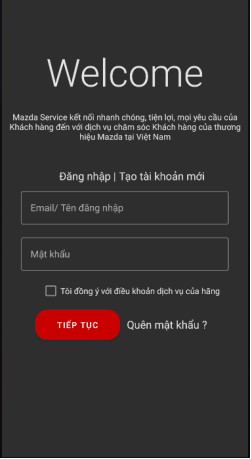 Welcome
Mazda Service kết nối nhanh chóng, tiện lợi, mọi yêu cầu của
Khách hàng đến với dịch vụ chăm sóc Khách hàng của thương
hiệu Mazda tại Việt Nam
Đăng nhập | Tạo tài khoản mới
Email/ Tên đăng nhập
Mật khẩu
Tôi đồng ý với điều khoản dịch vụ của hãng
TIẾP TỤC Quên mật khẩu ?